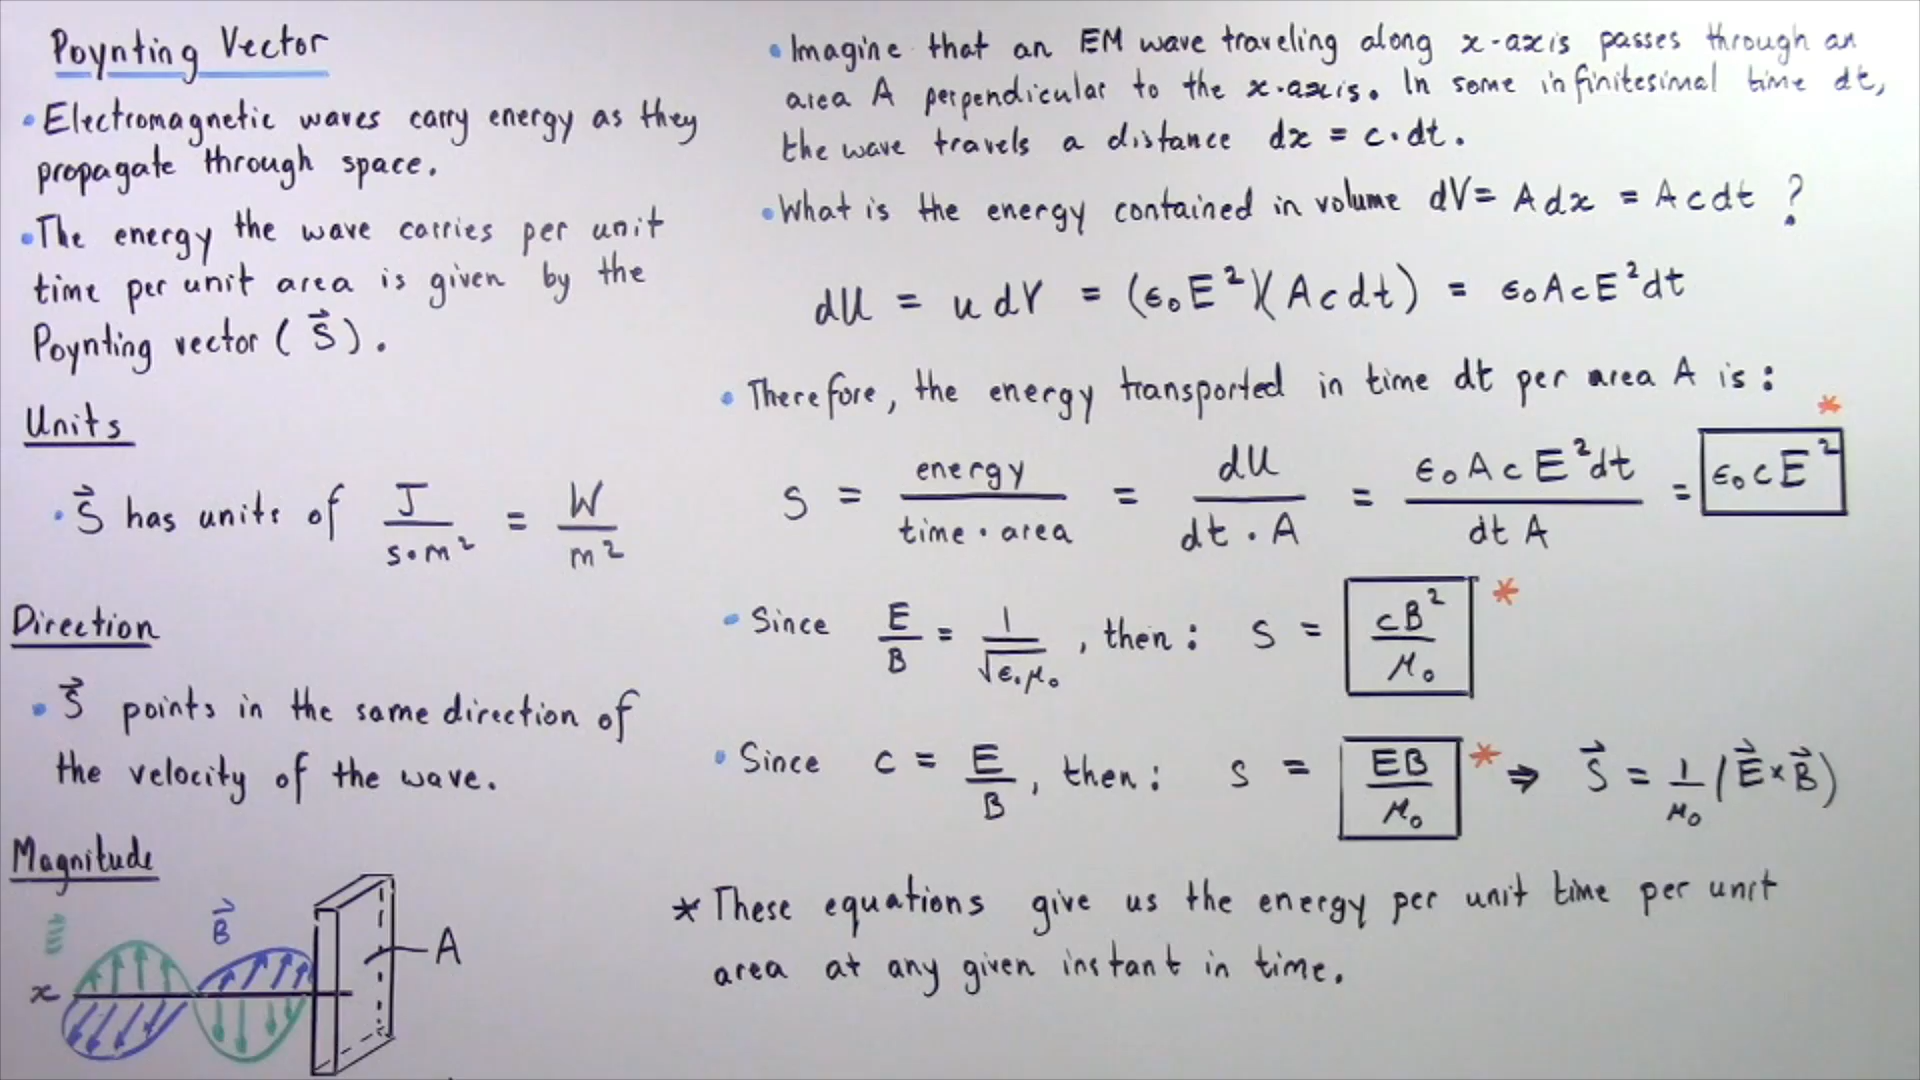 Poynting Vector
• Electromagnetic waves carry energy as they
propagate through space.
• The energy the wave carries per unit
time per unit area is given by the
Poynting vector ( S⃗ ).
Units
• S⃗ has units of J / s·m² = W / m²
Direction
• S⃗ points in the same direction of
the velocity of the wave.
Magnitude
E⃗
B⃗
A
x
• Imagine that an EM wave traveling along x-axis passes through an
area A perpendicular to the x-axis. In some infinitesimal time dt,
the wave travels a distance dx = c·dt.
• What is the energy contained in volume dV = A dx = A c dt ?
dU = u dV = (ϵ₀E²)(A c dt) = ϵ₀AcE²dt
• Therefore, the energy transported in time dt per area A is:
S = energy / time · area = dU / dt · A = ϵ₀AcE²dt / dt A = ϵ₀cE² *
• Since E / B = 1 / √ϵ₀μ₀ , then: S = cB² / μ₀ *
• Since c = E / B , then: S = EB / μ₀ * ⇒ S⃗ = 1 / μ₀ (E⃗ × B⃗)
* These equations give us the energy per unit time per unit
area at any given instant in time.